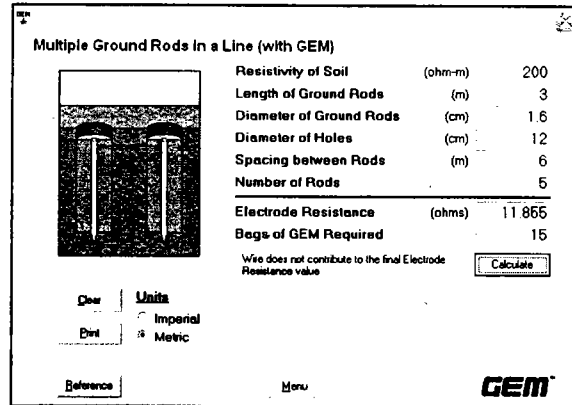 GEM
Multiple Ground Rods in a Line (with GEM)
Resistivity of Soil (ohm-m) 200
Length of Ground Rods (m) 3
Diameter of Ground Rods (cm) 1.6
Diameter of Holes (cm) 12
Spacing between Rods (m) 6
Number of Rods 5
Electrode Resistance (ohms) 11.855
Bags of GEM Required 15
Wire does not contribute to the final Electrode
Resistance value
Calculate
Clear
Units
Imperial
Print
Metric
Reference
Menu
GEM